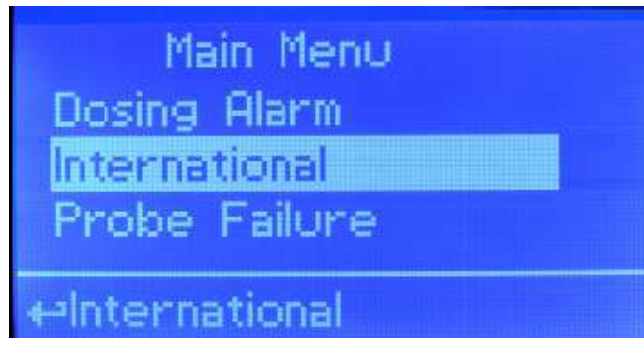 Main Menu
Dosing Alarm
International
Probe Failure
↵International